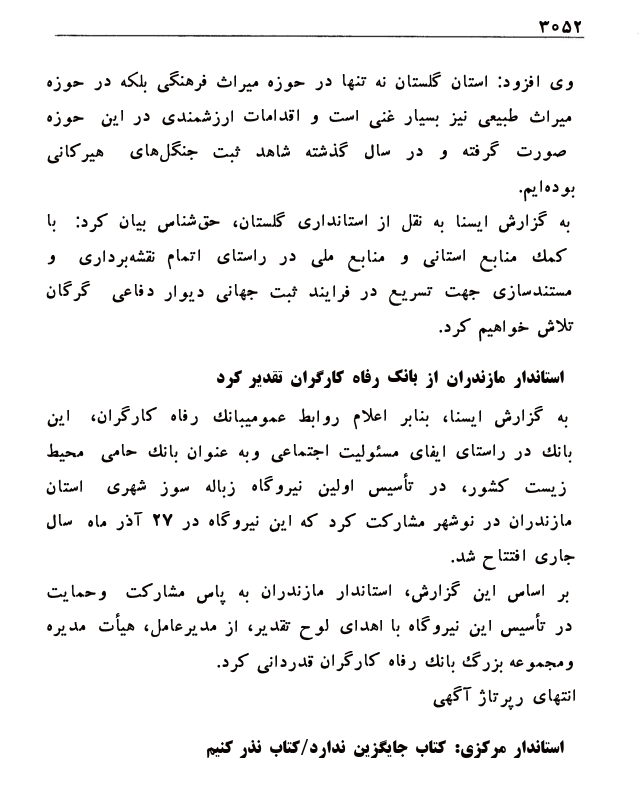 ۳۰۵۲
وی افزود: استان گلستان نه تنها در حوزه میراث فرهنگی بلکه در حوزه
میراث طبیعی نیز بسیار غنی است و اقدامات ارزشمندی در این حوزه
صورت گرفته و در سال گذشته شاهد ثبت جنگل‌های هیرکانی
بوده‌ایم.
به گزارش ایسنا به نقل از استانداری گلستان، حق‌شناس بیان کرد: با
کمک منابع استانی و منابع ملی در راستای اتمام نقشه‌برداری و
مستندسازی جهت تسریع در فرایند ثبت جهانی دیوار دفاعی گرگان
تلاش خواهیم کرد.
استاندار مازندران از بانک رفاه کارگران تقدیر کرد
به گزارش ایسنا، بنابر اعلام روابط عمومیبانک رفاه کارگران، این
بانک در راستای ایفای مسئولیت اجتماعی وبه عنوان بانک حامی محیط
زیست کشور، در تأسیس اولین نیروگاه زباله سوز شهری استان
مازندران در نوشهر مشارکت کرد که این نیروگاه در ۲۷ آذر ماه سال
جاری افتتاح شد.
بر اساس این گزارش، استاندار مازندران به پاس مشارکت وحمایت
در تأسیس این نیروگاه با اهدای لوح تقدیر، از مدیرعامل، هیأت مدیره
ومجموعه بزرگ بانک رفاه کارگران قدردانی کرد.
انتهای رپرتاژ آگهی
استاندار مرکزی: کتاب جایگزین ندارد/کتاب نذر کنیم